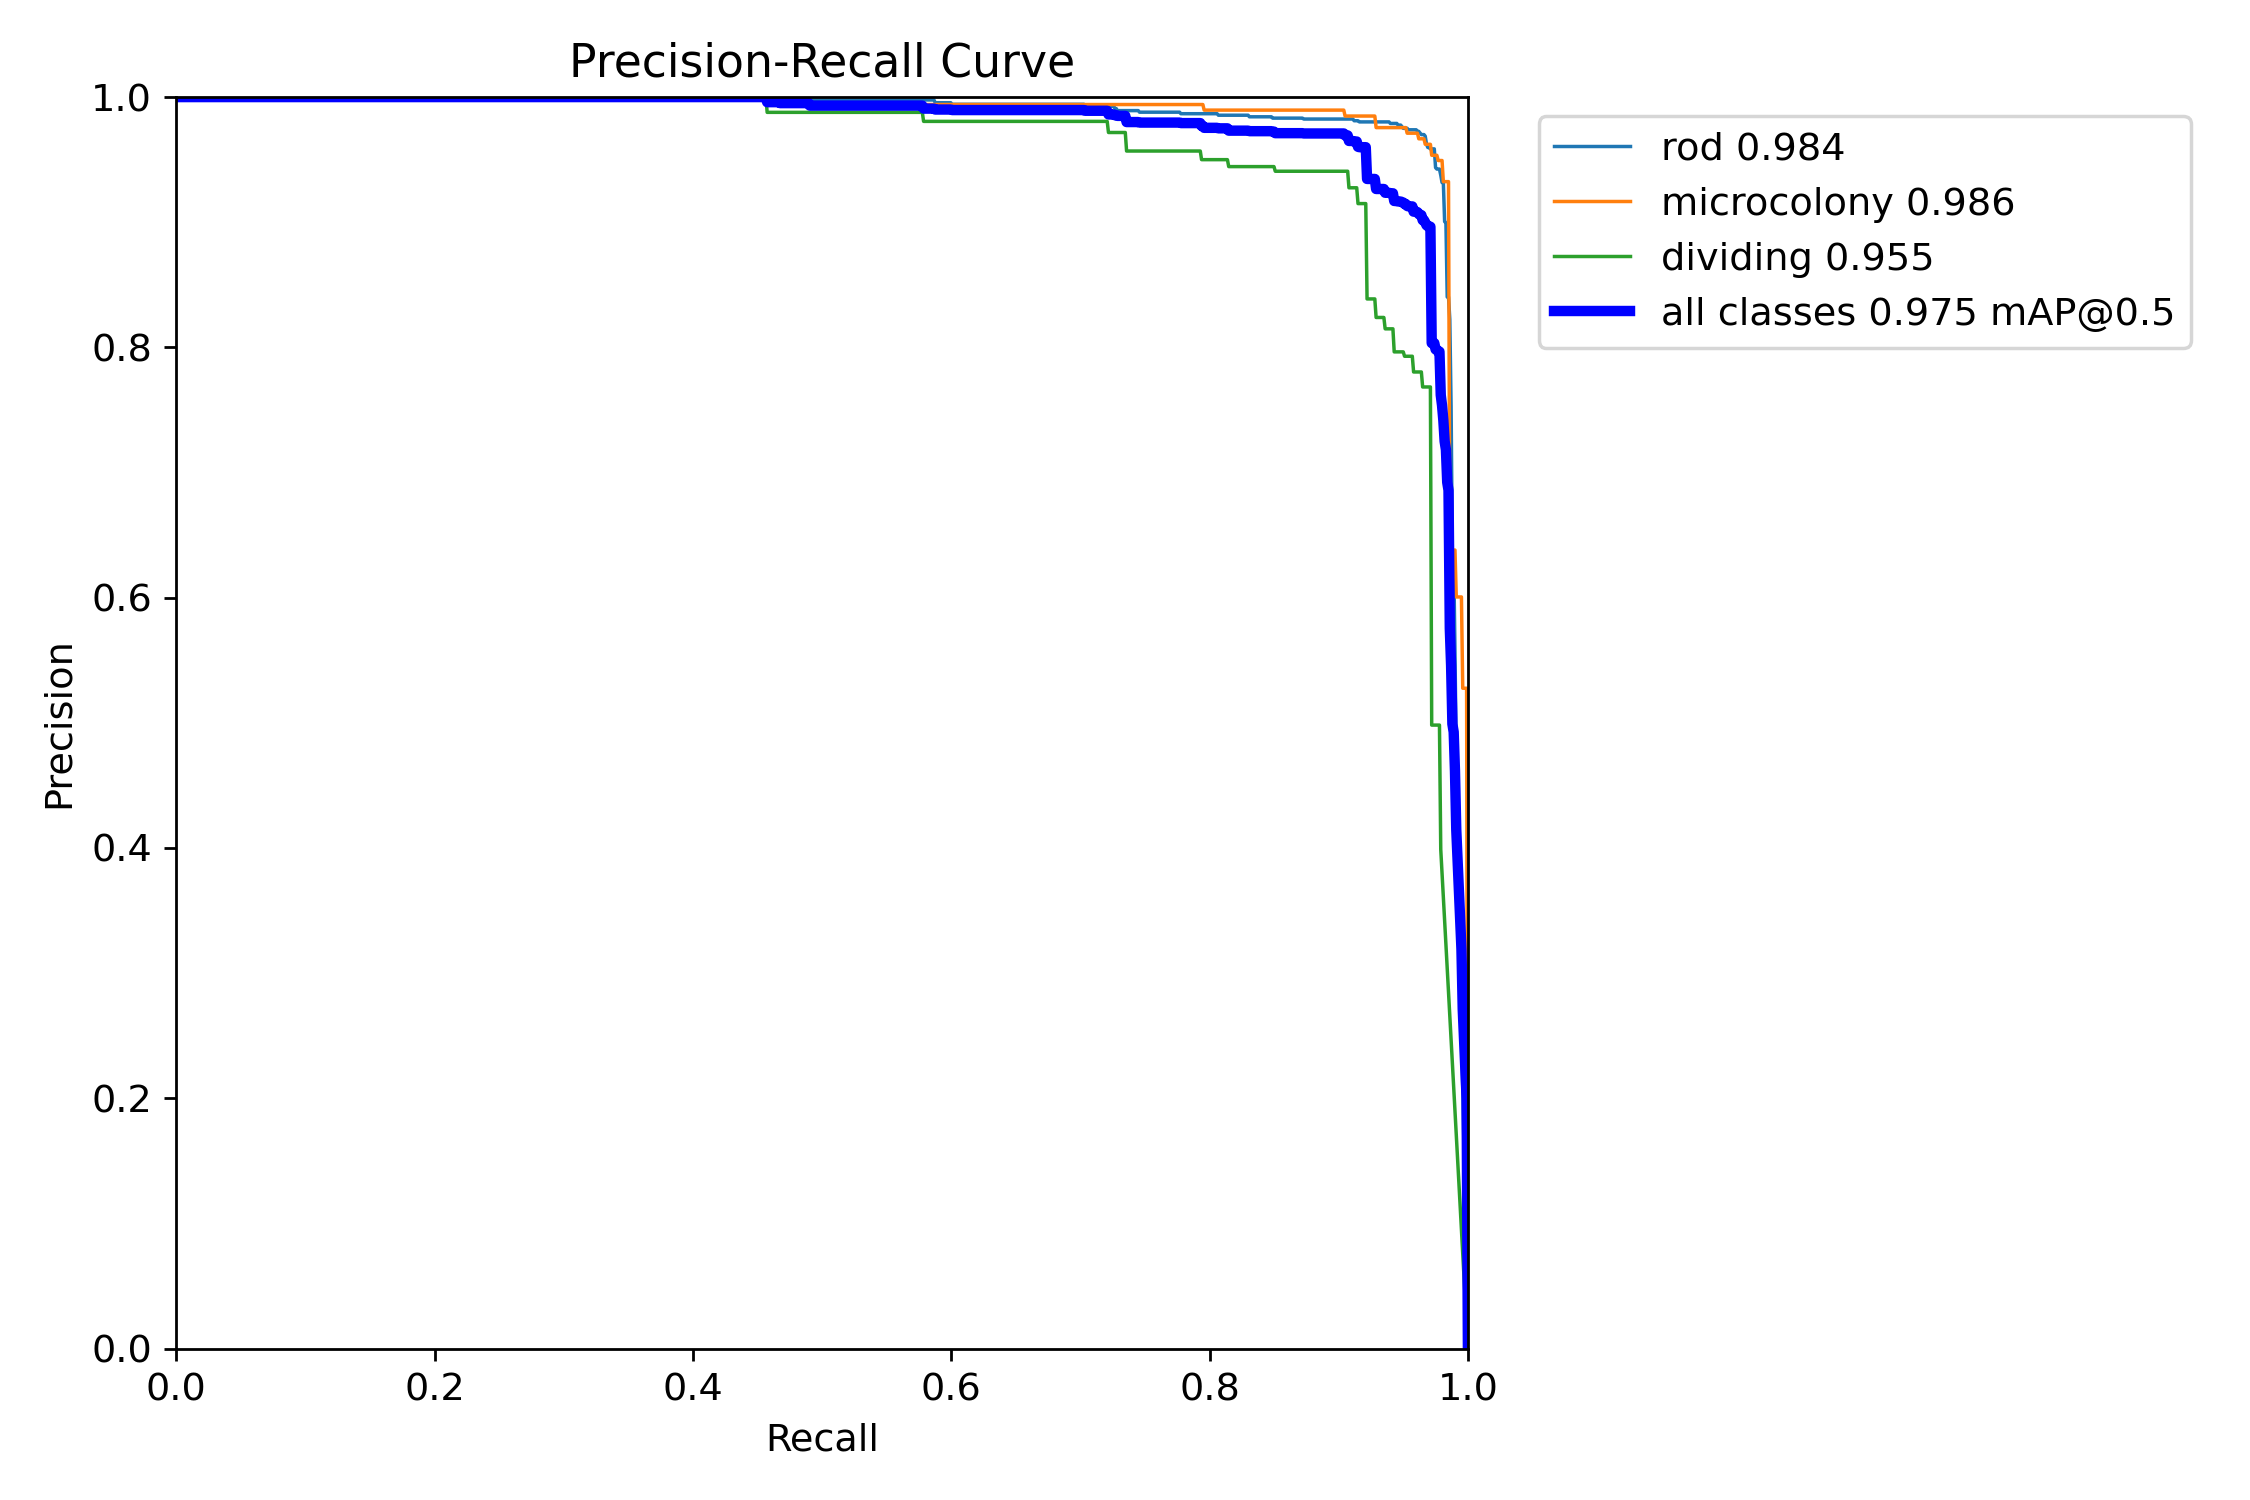 Precision-Recall Curve
1.0
0.8
0.6
0.4
0.2
0.0
Precision
0.0 0.2 0.4 0.6 0.8 1.0
Recall
rod 0.984
microcolony 0.986
dividing 0.955
all classes 0.975 mAP@0.5